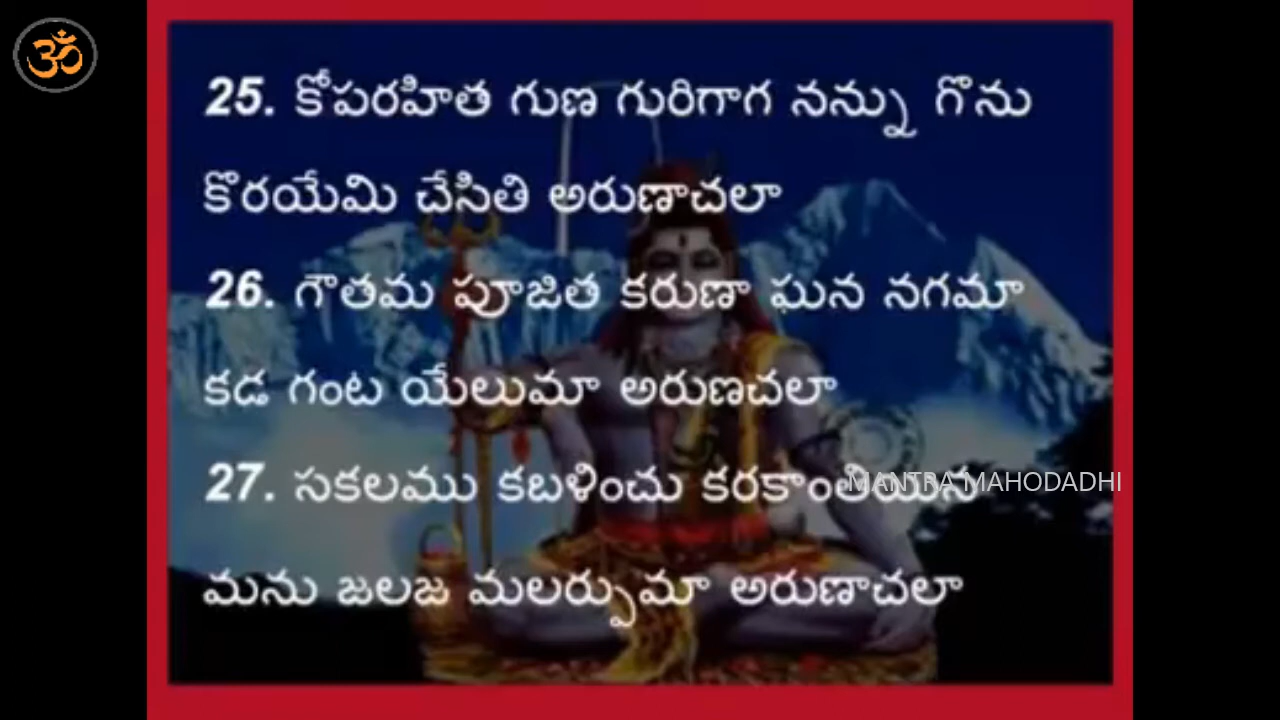 ॐ
25. కోపరహిత గుణ గురిగాగ నన్ను గొను
కొరయేమి చేసితి అరుణాచలా
26. గౌతమ పూజిత కరుణా ఘన నగమా
కడ గంట యేలుమా అరుణచలా
27. సకలము కబళించు కరకాంతియిన
MANTRA MAHODADHI
మను జలజ మలర్పుమా అరుణాచలా